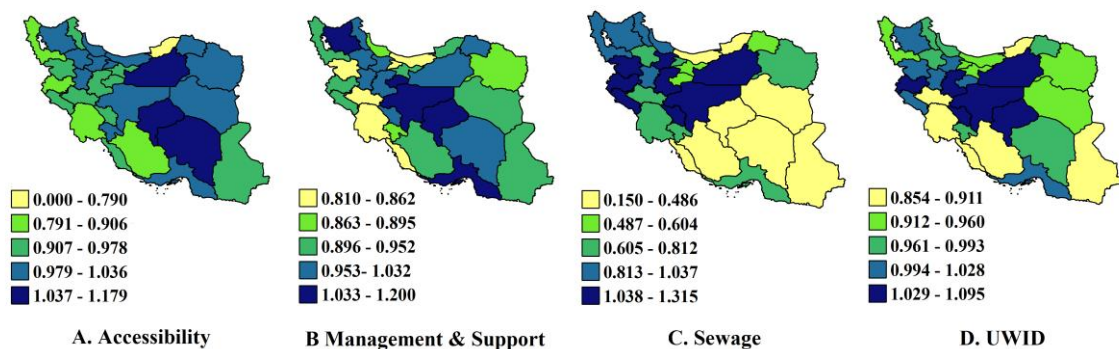 0.000 - 0.790
0.791 - 0.906
0.907 - 0.978
0.979 - 1.036
1.037 - 1.179
A. Accessibility
0.810 - 0.862
0.863 - 0.895
0.896 - 0.952
0.953- 1.032
1.033 - 1.200
B Management & Support
0.150 - 0.486
0.487 - 0.604
0.605 - 0.812
0.813 - 1.037
1.038 - 1.315
C. Sewage
0.854 - 0.911
0.912 - 0.960
0.961 - 0.993
0.994 - 1.028
1.029 - 1.095
D. UWID